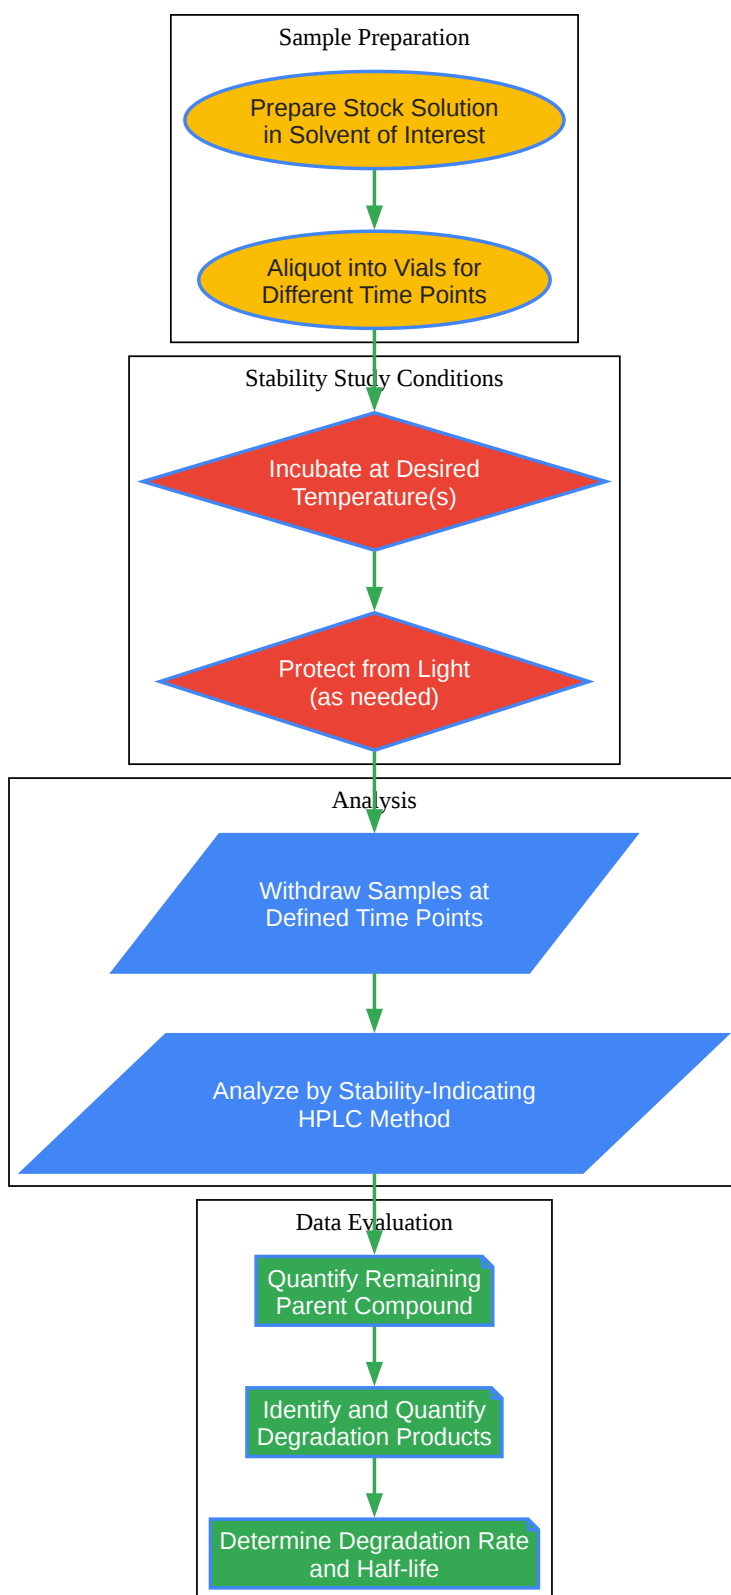 Sample Preparation
Prepare Stock Solution
in Solvent of Interest
Aliquot into Vials for
Different Time Points
Stability Study Conditions
Incubate at Desired
Temperature(s)
Protect from Light
(as needed)
Analysis
Withdraw Samples at
Defined Time Points
Analyze by Stability-Indicating
HPLC Method
Data Evaluation
Quantify Remaining
Parent Compound
Identify and Quantify
Degradation Products
Determine Degradation Rate
and Half-life